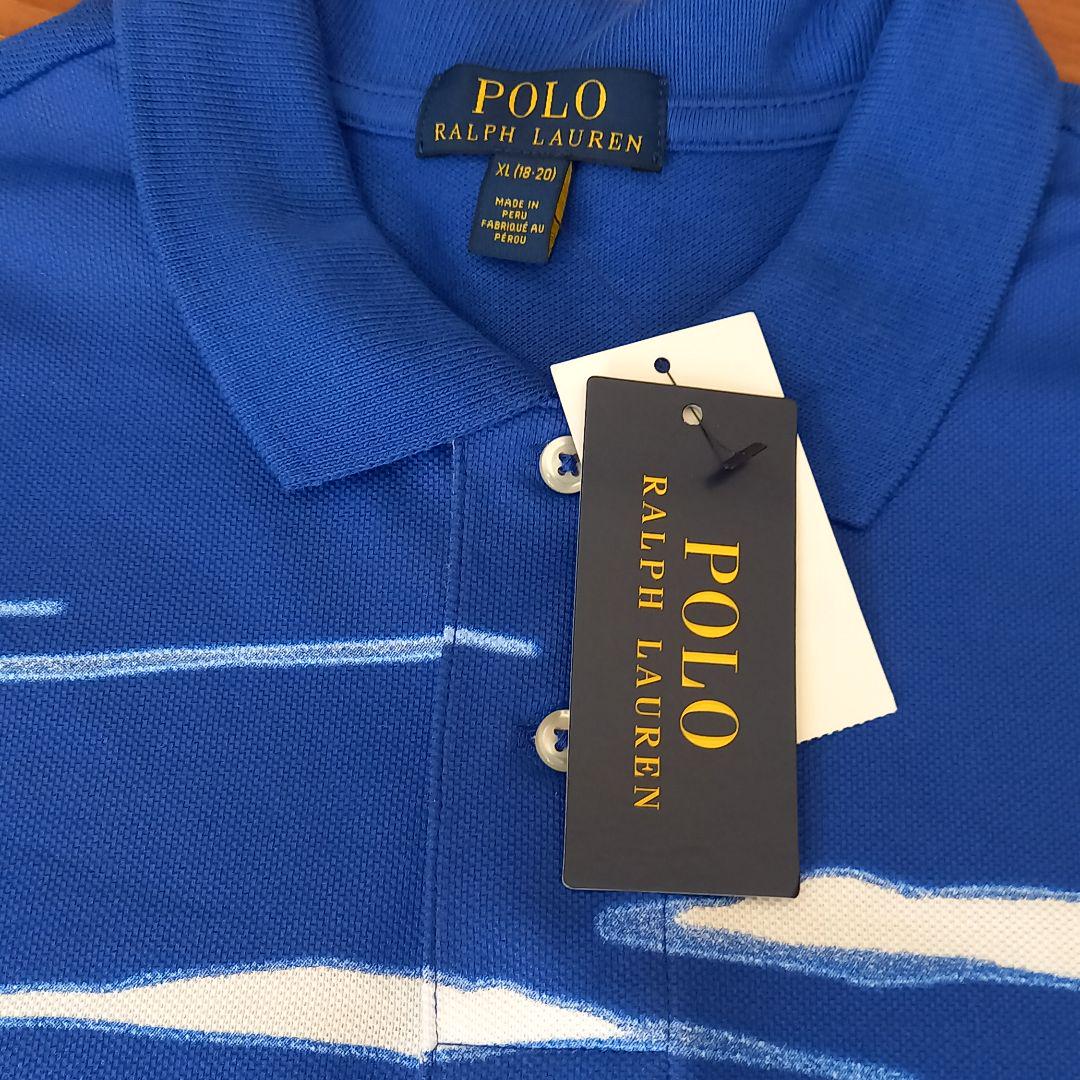 POLO
RALPH LAUREN
XL (18-20)
MADE IN
PERU
FABRIQUÉ AU
PÉROU
POLO
RALPH LAUREN